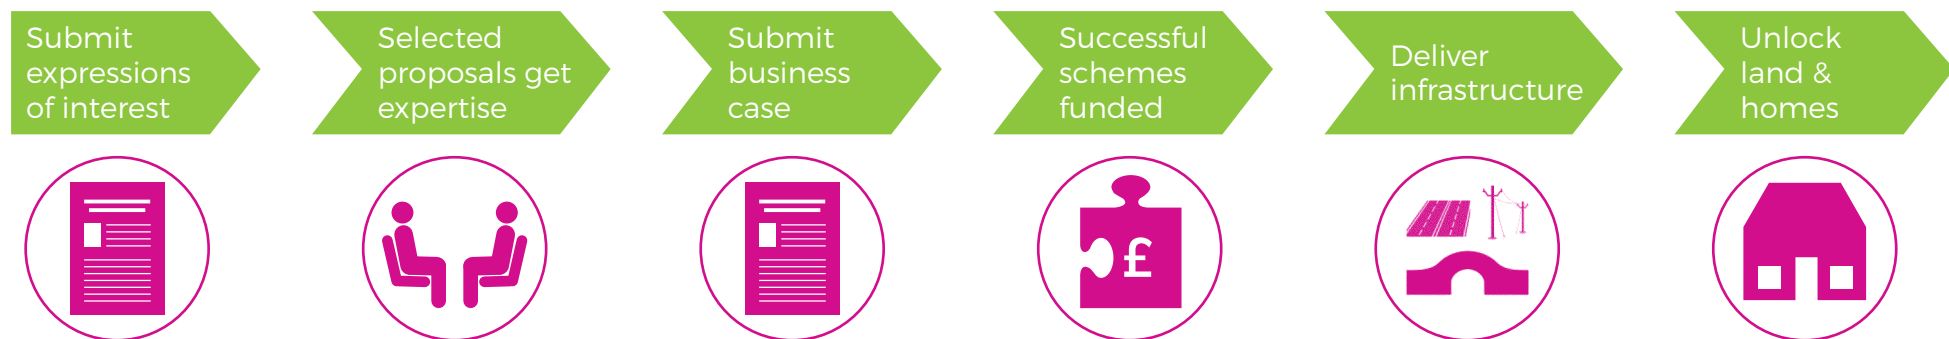 Submit
expressions
of interest
Selected
proposals get
expertise
Submit
business
case
Successful
schemes
funded
Deliver
infrastructure
Unlock
land &
homes
£